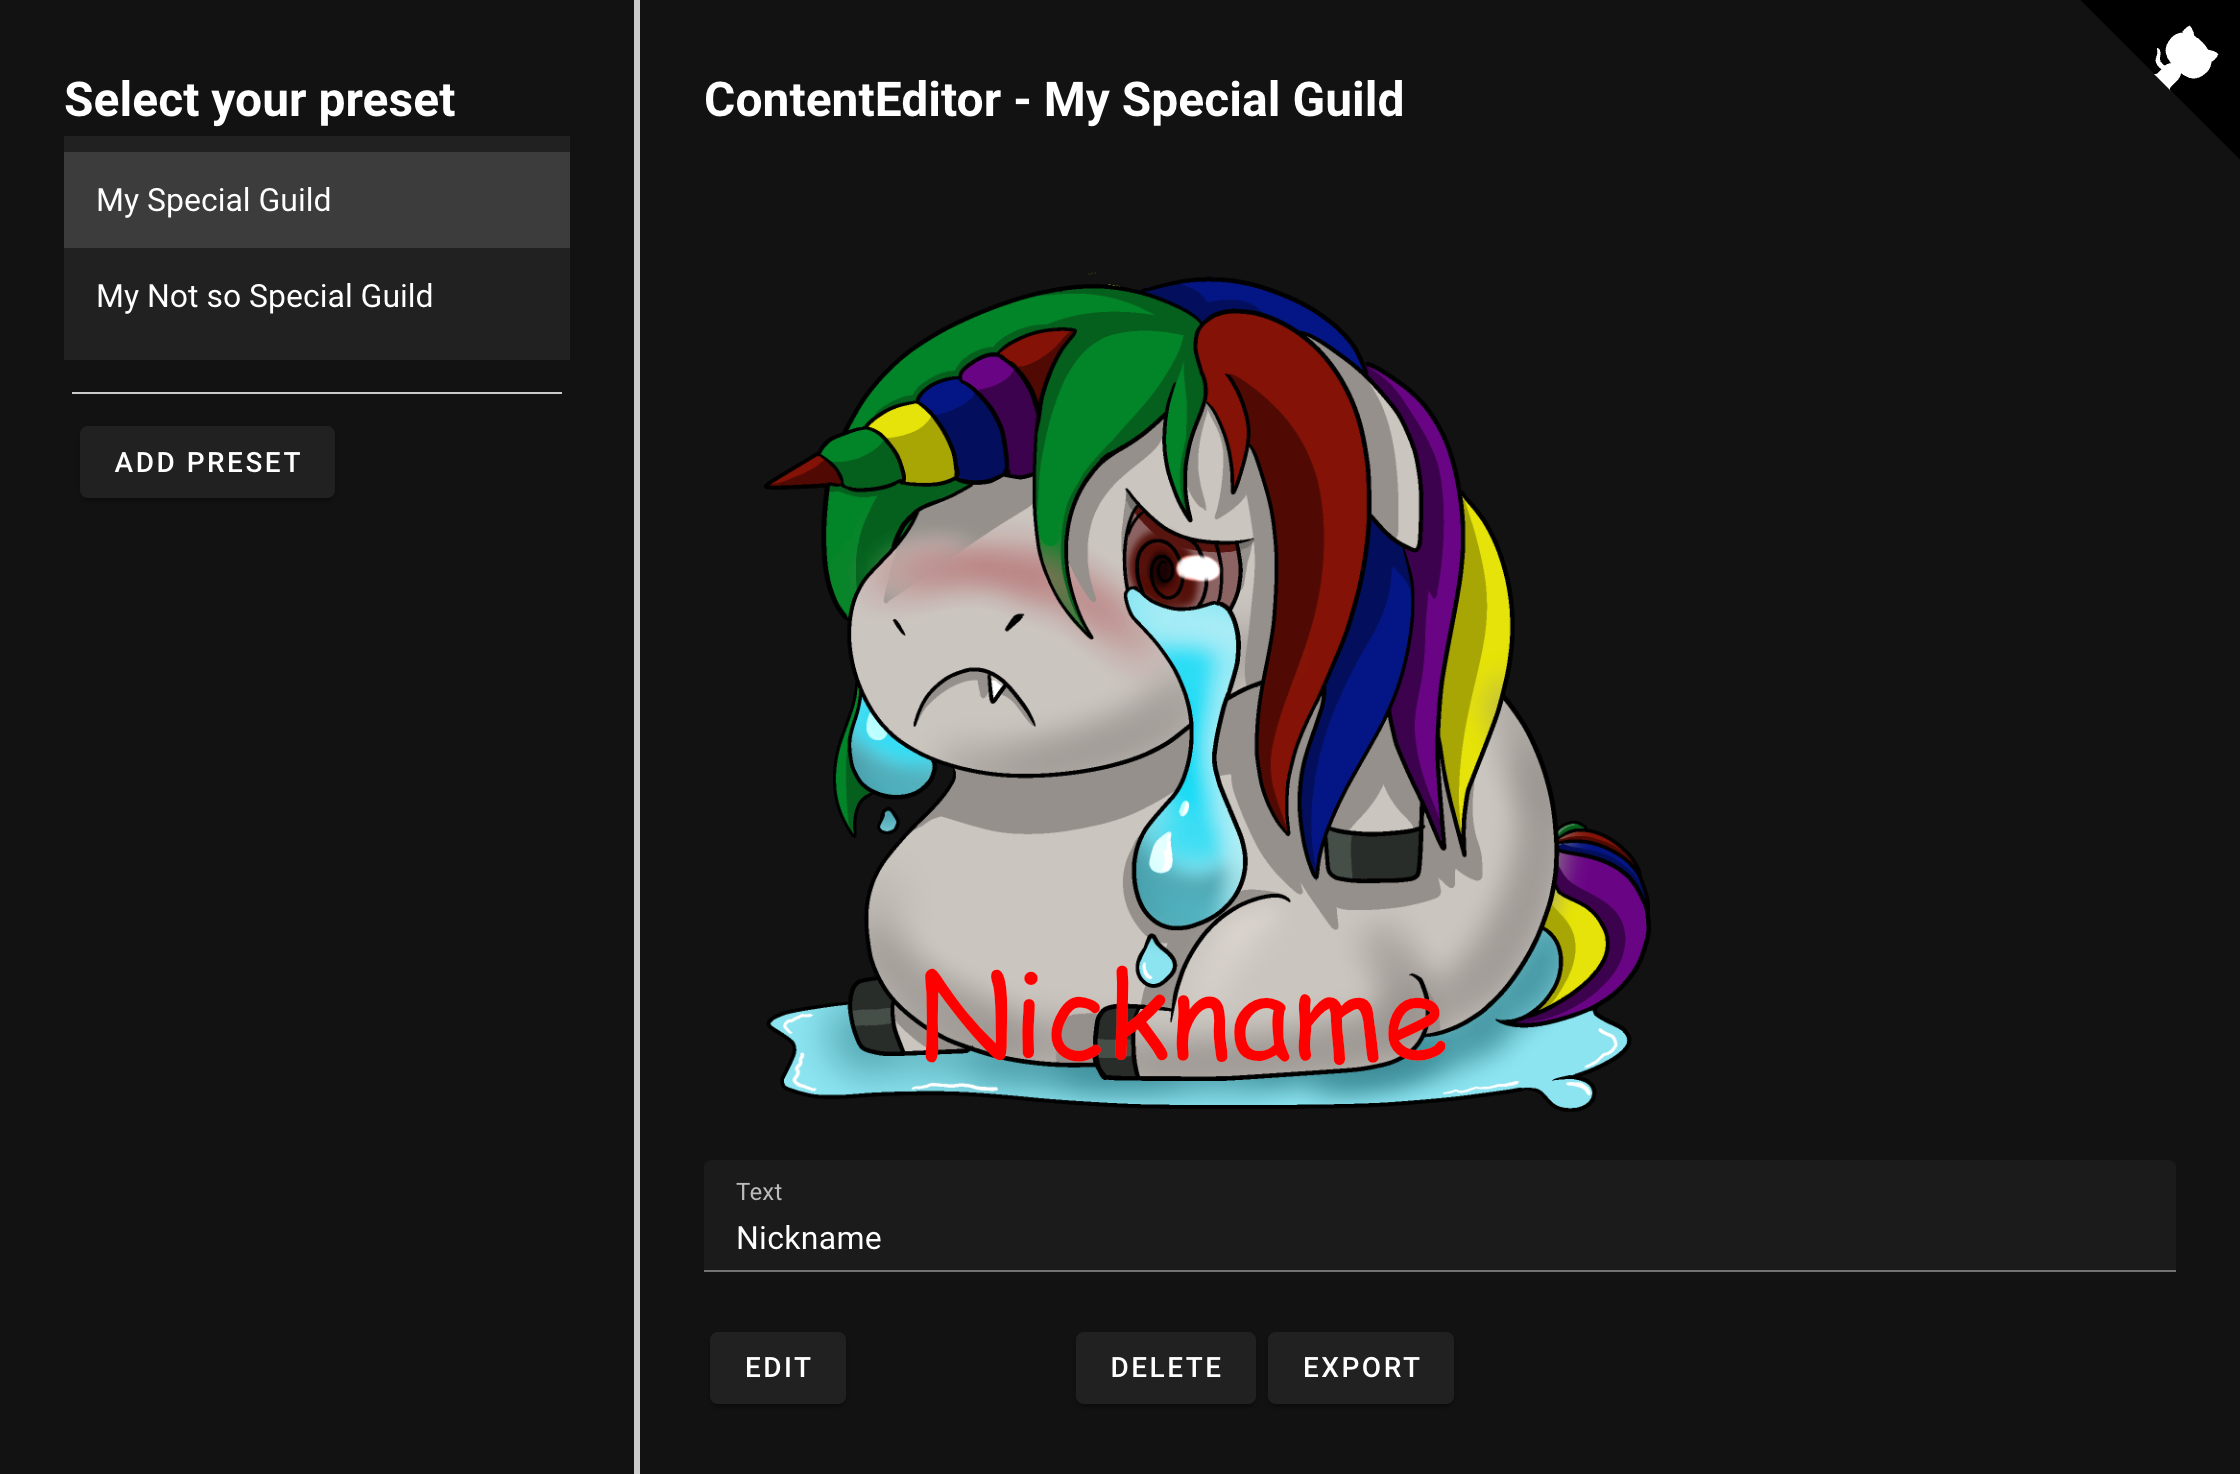 Select your preset
My Special Guild
My Not so Special Guild
ADD PRESET
ContentEditor - My Special Guild
Nickname
Text
Nickname
EDIT
DELETE
EXPORT